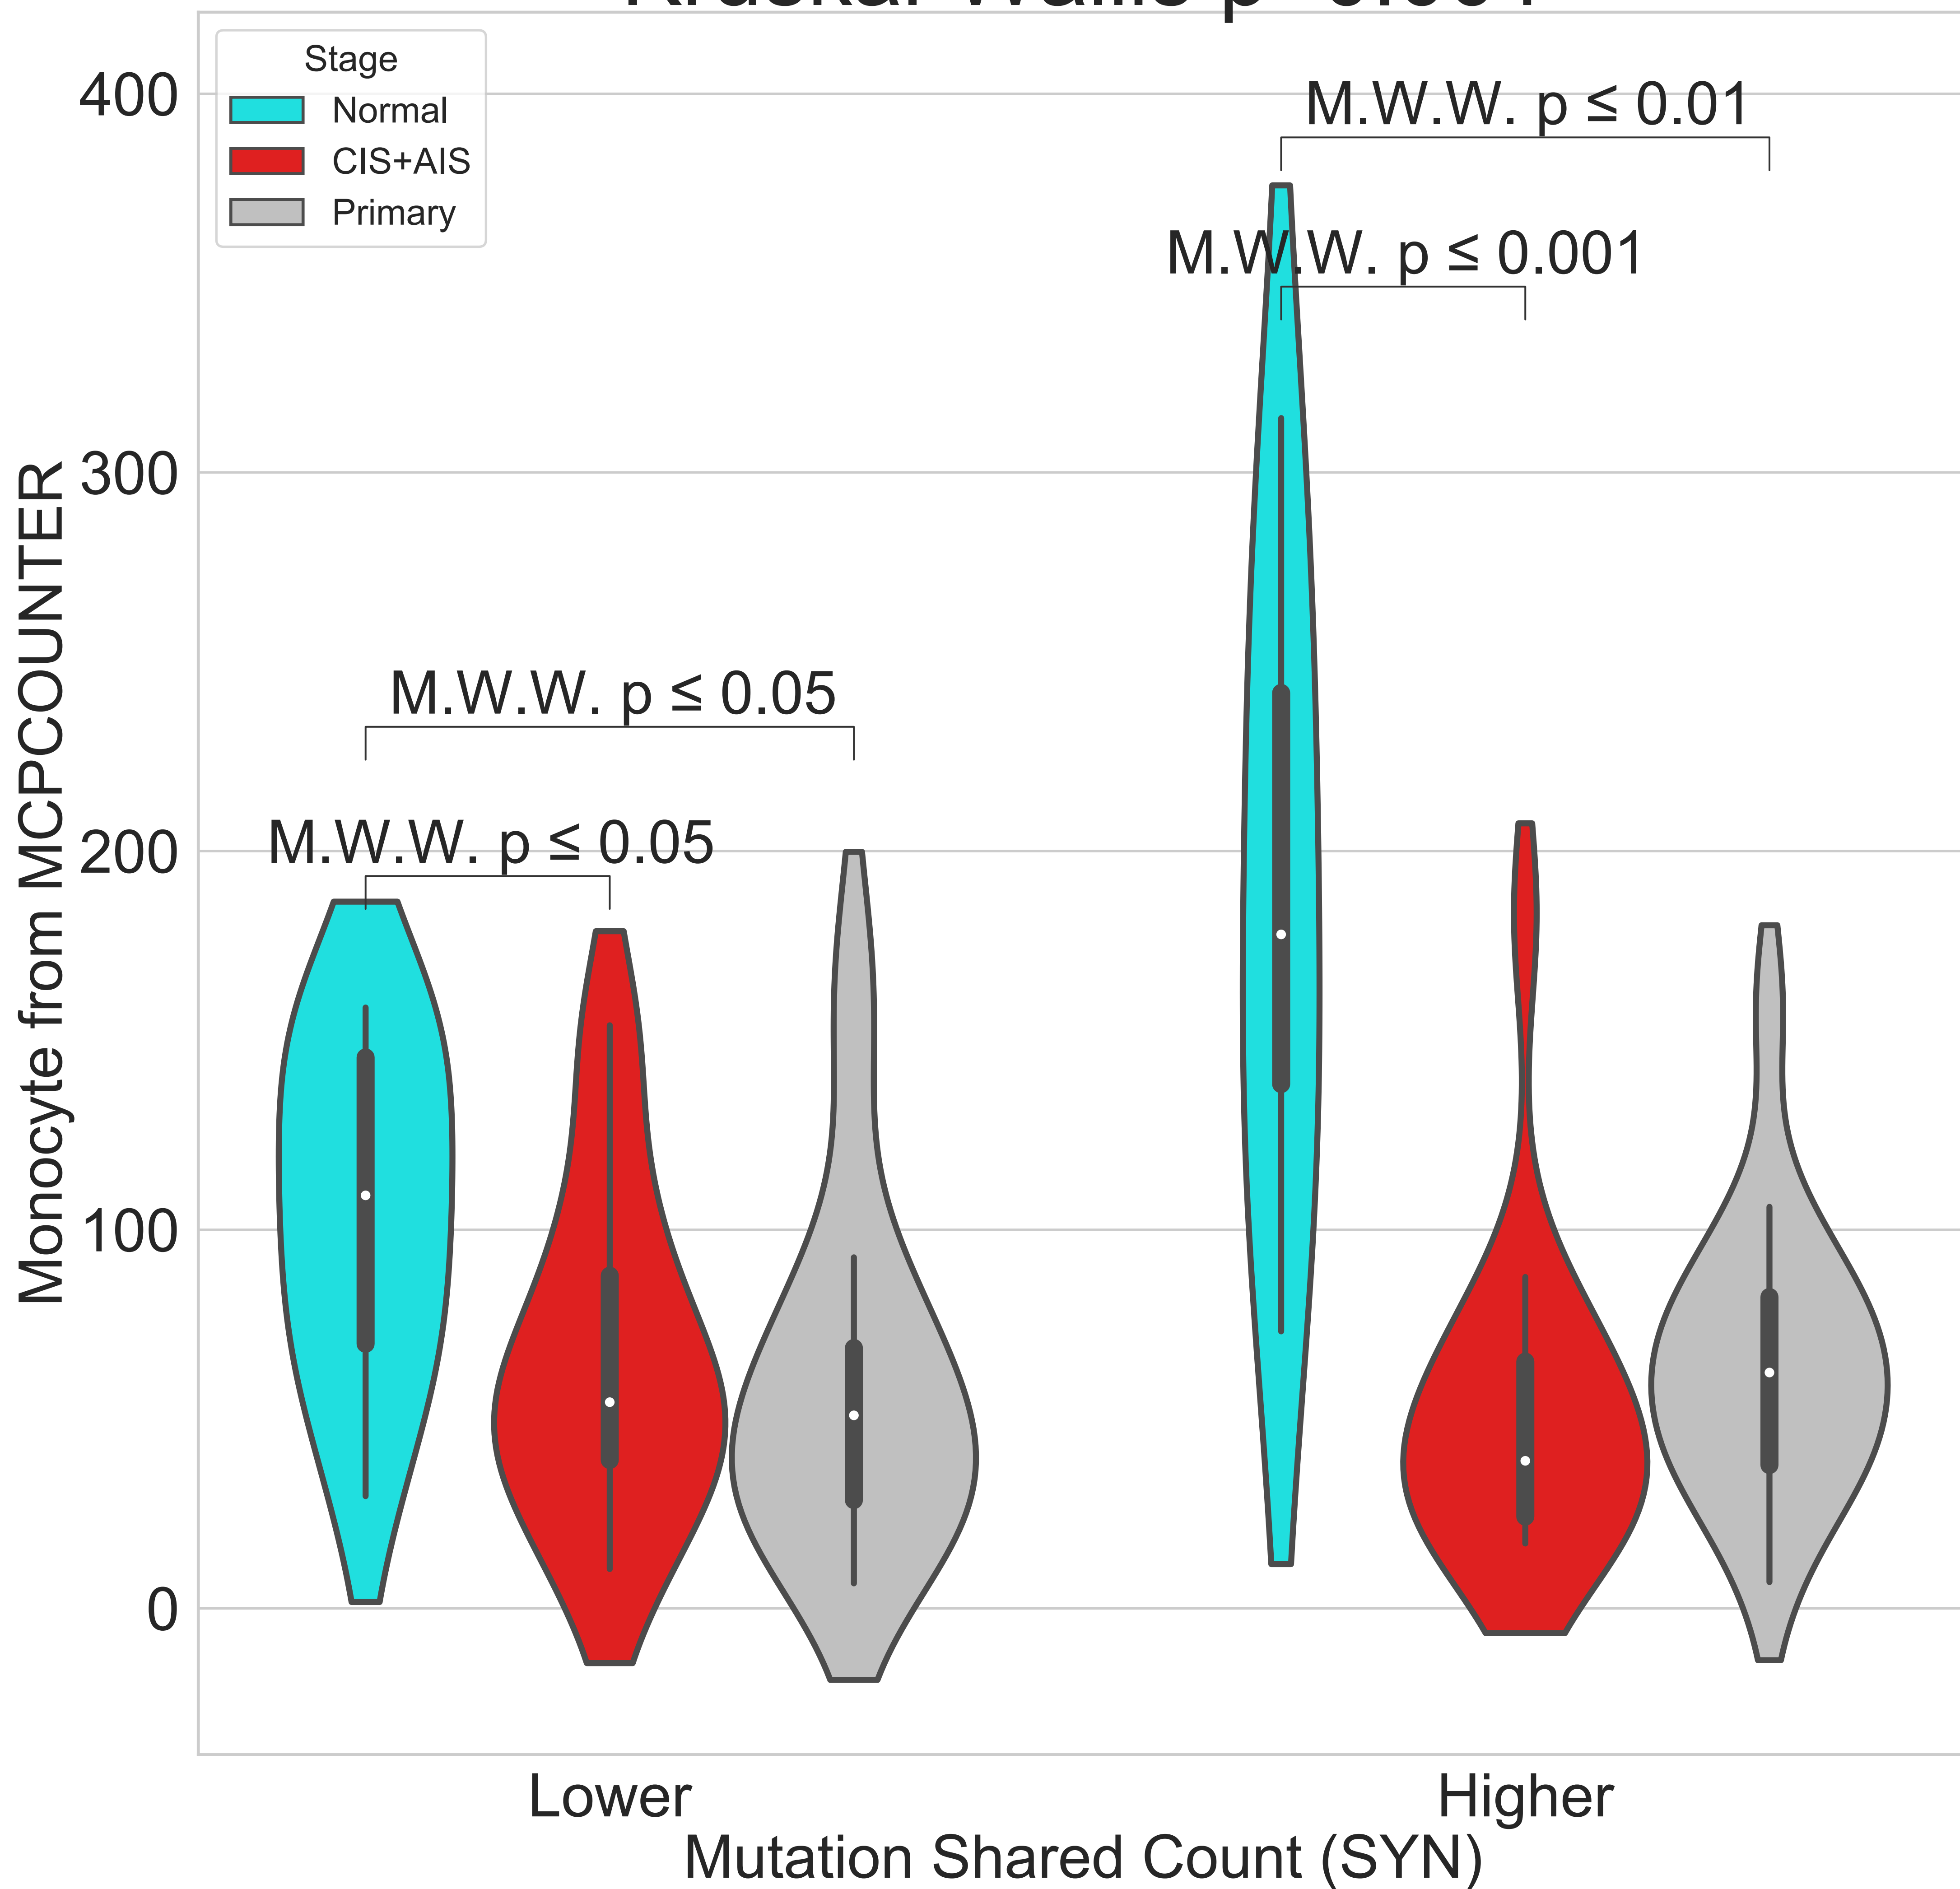 Stage
Normal
CIS+AIS
Primary
400
300
200
100
0
Monocyte from MCPCOUNTER
M.W.W. p ≤ 0.01
M.W.W. p ≤ 0.001
M.W.W. p ≤ 0.05
M.W.W. p ≤ 0.05
Lower
Higher
Mutation Shared Count (SYN)